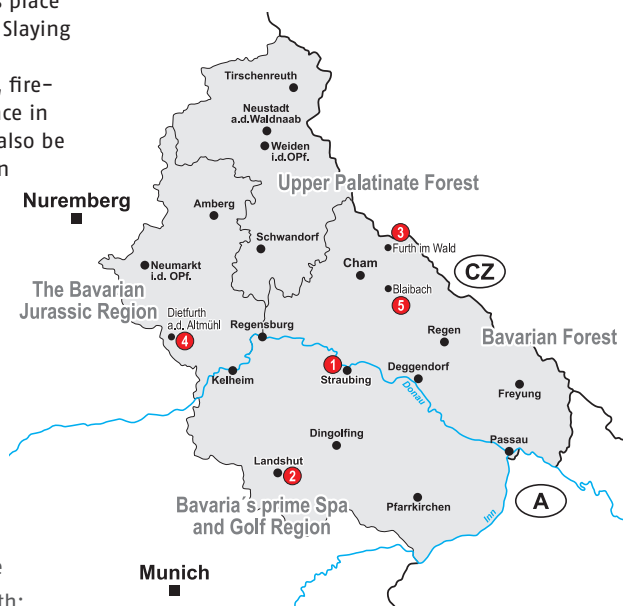 s place
Slaying
, fire-
ce in
also be
n
Tirschenreuth
Neustadt
a.d.Waldnaab
Weiden
i.d.OPf.
Upper Palatinate Forest
Nuremberg
Amberg
Schwandorf
3
Furth im Wald
CZ
Neumarkt
i.d. OPf.
Cham
Blaibach
5
The Bavarian
Jurassic Region
Dietfurth
a.d. Altmühl
4
Regensburg
Regen
Bavarian Forest
1
Straubing
Kelheim
Deggendorf
Donau
Freyung
Dingolfing
Passau
Landshut
2
Bavaria´s prime Spa
and Golf Region
Pfarrkirchen
A
Inn
e
Munich
th: